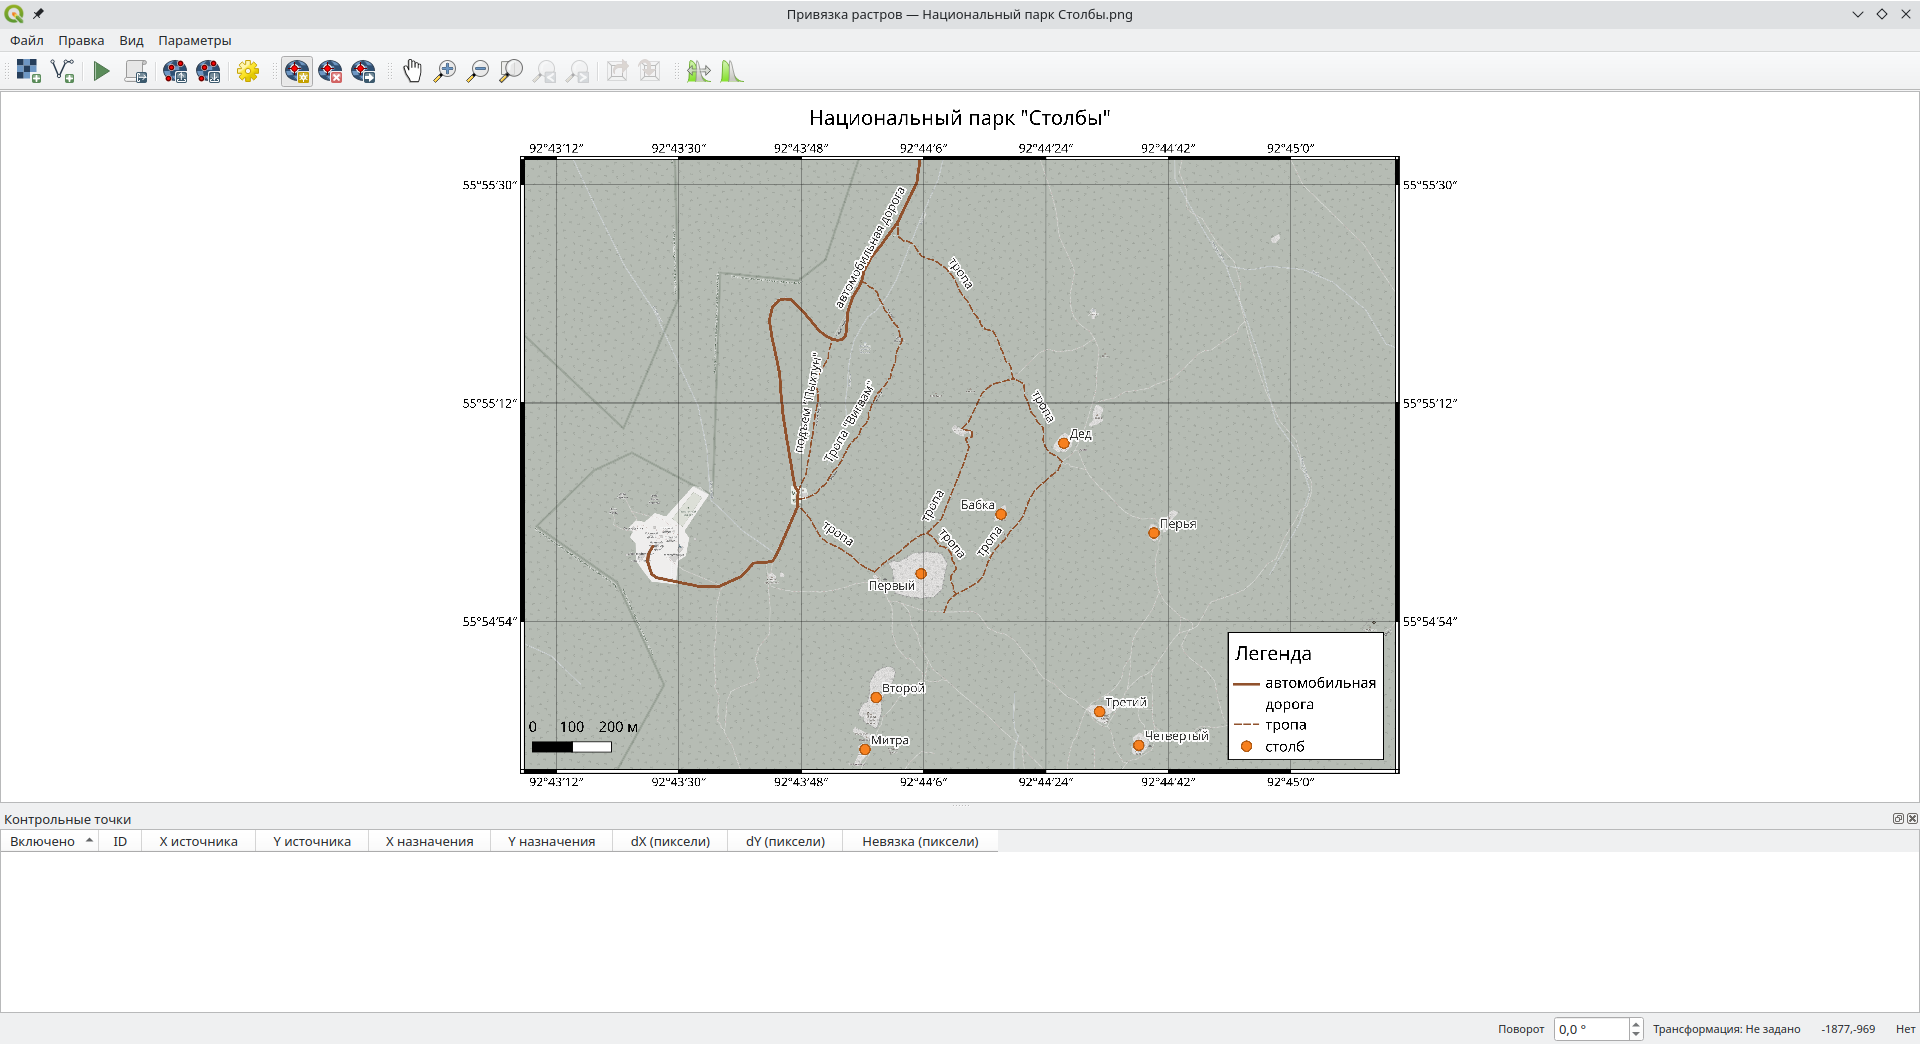 Привязка растров — Национальный парк Столбы.png
Файл Правка Вид Параметры
Национальный парк "Столбы"
92°43′12″ 92°43′30″ 92°43′48″ 92°44′6″ 92°44′24″ 92°44′42″ 92°45′0″
55°55′30″ 55°55′30″
автомобильная дорога
тропа
подъем "Пыхтун"
Тропа "Вигвам"
55°55′12″ 55°55′12″
тропа
Дед
тропа
Бабка
Перья
тропа
тропа
тропа
Первый
55°54′54″ 55°54′54″
Второй
Третий
Митра
Четвертый
0 100 200 м
Легенда
автомобильная
дорога
тропа
столб
92°43′12″ 92°43′30″ 92°43′48″ 92°44′6″ 92°44′24″ 92°44′42″ 92°45′0″
Контрольные точки
Включено ID X источника Y источника X назначения Y назначения dX (пиксели) dY (пиксели) Невязка (пиксели)
Поворот 0,0 ° Трансформация: Не задано -1877,-969 Нет